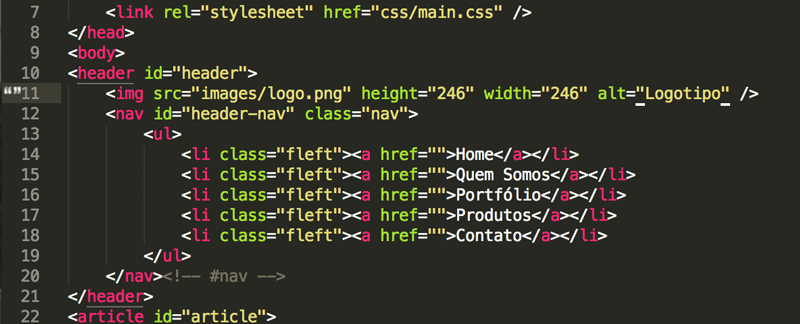 7 <link rel="stylesheet" href="css/main.css" />
8 </head>
9 <body>
10 <header id="header">
11 <img src="images/logo.png" height="246" width="246" alt="Logotipo" />
12 <nav id="header-nav" class="nav">
13 <ul>
14 <li class="fleft"><a href="">Home</a></li>
15 <li class="fleft"><a href="">Quem Somos</a></li>
16 <li class="fleft"><a href="">Portfólio</a></li>
17 <li class="fleft"><a href="">Produtos</a></li>
18 <li class="fleft"><a href="">Contato</a></li>
19 </ul>
20 </nav><!-- #nav -->
21 </header>
22 <article id="article">